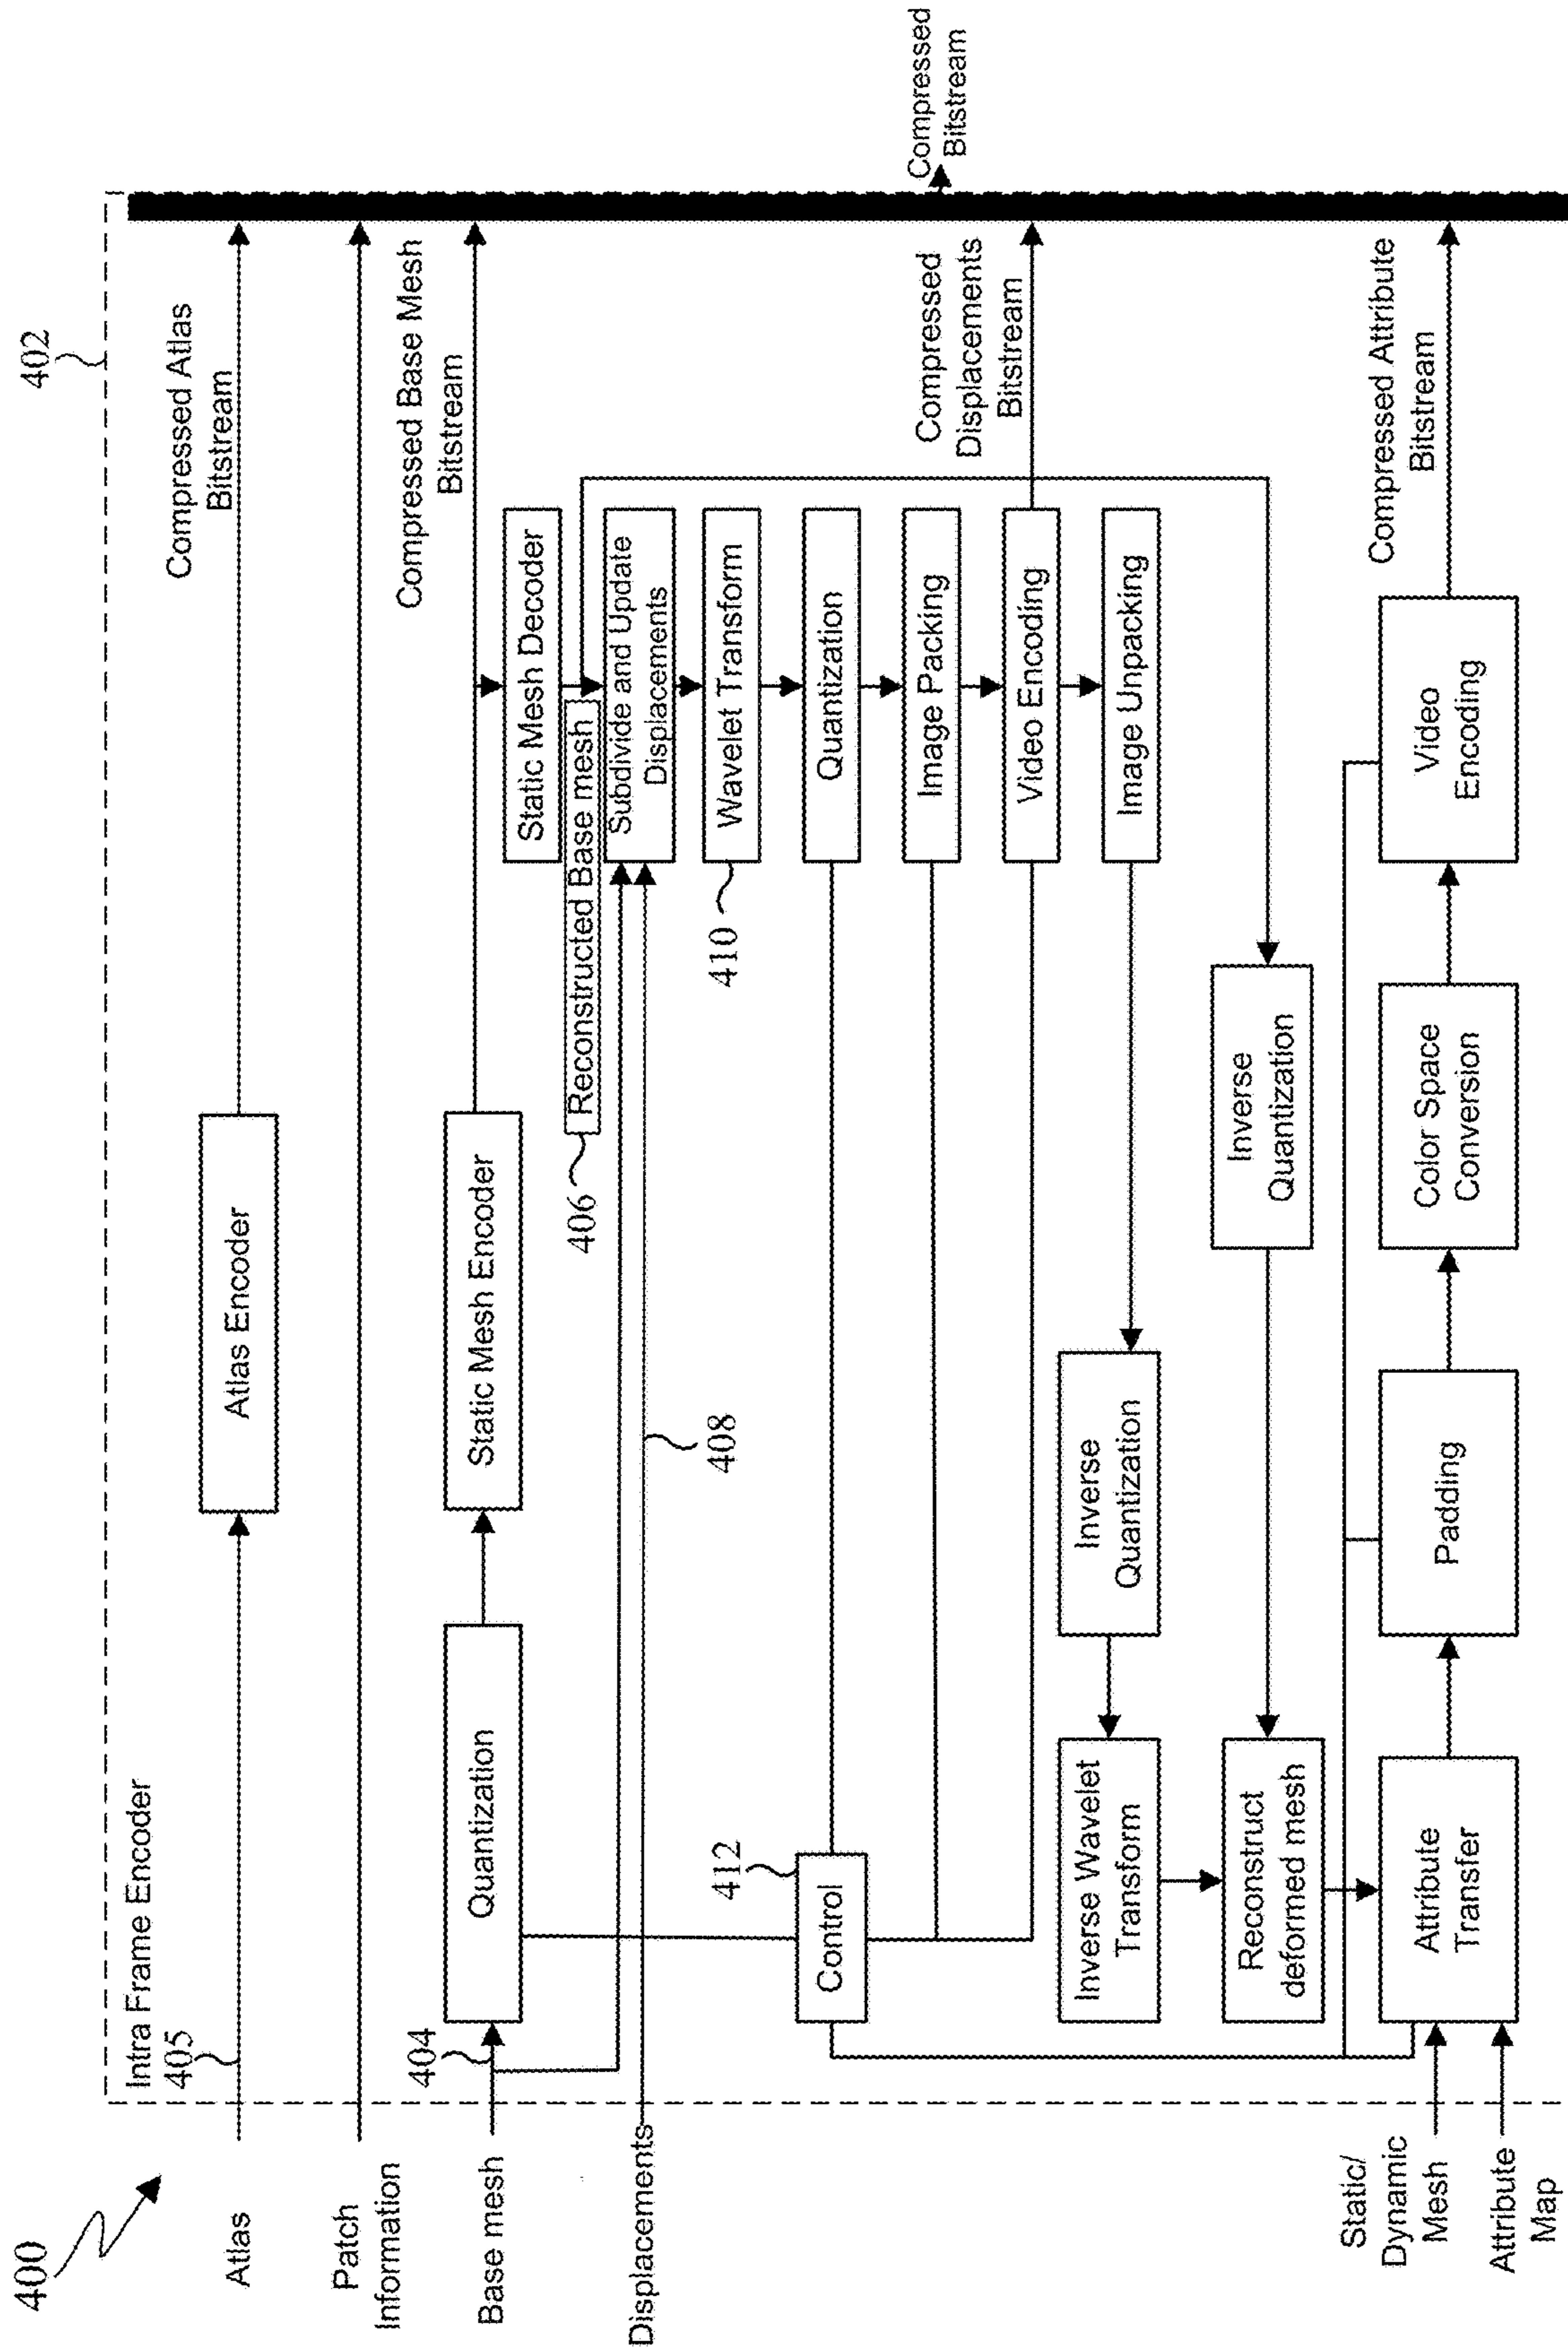 400
402
Intra Frame Encoder
Atlas
405
Atlas Encoder
Compressed Atlas
Bitstream
Patch
Information
Base mesh
404
Quantization
Static Mesh Encoder
Compressed Base Mesh
Bitstream
Static Mesh Decoder
406
Reconstructed Base mesh
Subdivide and Update
Displacements
Displacements
408
410
Wavelet Transform
Quantization
412
Control
Image Packing
Compressed
Bitstream
Compressed
Displacements
Bitstream
Video Encoding
Image Unpacking
Inverse
Quantization
Inverse Wavelet
Transform
Inverse
Quantization
Reconstruct
deformed mesh
Static/
Dynamic
Mesh
Attribute
Map
Attribute
Transfer
Padding
Color Space
Conversion
Video
Encoding
Compressed Attribute
Bitstream